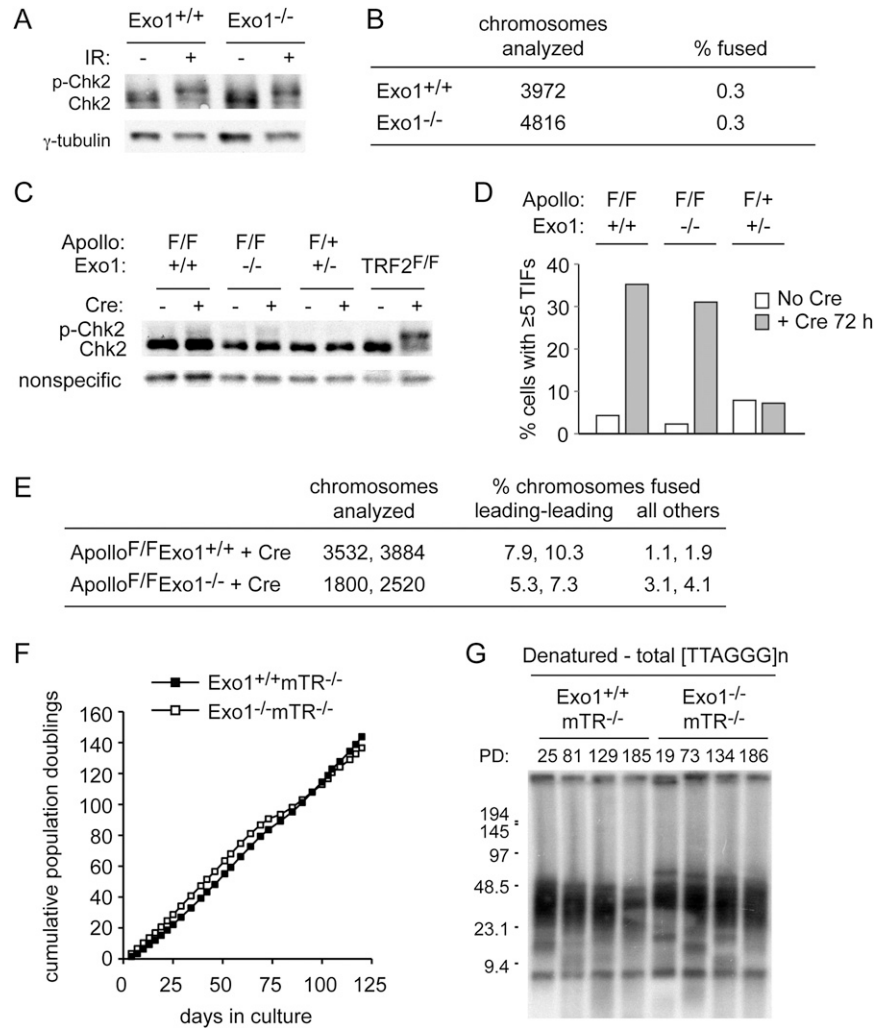 A
Exo1+/+ Exo1-/-
IR: - + - +
p-Chk2
Chk2
γ-tubulin
B
chromosomes analyzed % fused
Exo1+/+ 3972 0.3
Exo1-/- 4816 0.3
C
Apollo: F/F F/F F/+
Exo1: +/+ -/- +/- TRF2F/F
Cre: - + - + - + - +
p-Chk2
Chk2
nonspecific
D
Apollo: F/F F/F F/+
Exo1: +/+ -/- +/-
% cells with ≥5 TIFs
40
30
20
10
0
No Cre
+ Cre 72 h
E
chromosomes analyzed % chromosomes fused
leading-leading all others
ApolloF/FExo1+/+ + Cre 3532, 3884 7.9, 10.3 1.1, 1.9
ApolloF/FExo1-/- + Cre 1800, 2520 5.3, 7.3 3.1, 4.1
F
Exo1+/+mTR-/-
Exo1-/-mTR-/-
cumulative population doublings
160
140
120
100
80
60
40
20
0
0 25 50 75 100 125
days in culture
G
Denatured - total [TTAGGG]n
Exo1+/+ Exo1-/-
mTR-/- mTR-/-
PD: 25 81 129 185 19 73 134 186
194
145
97
48.5
23.1
9.4